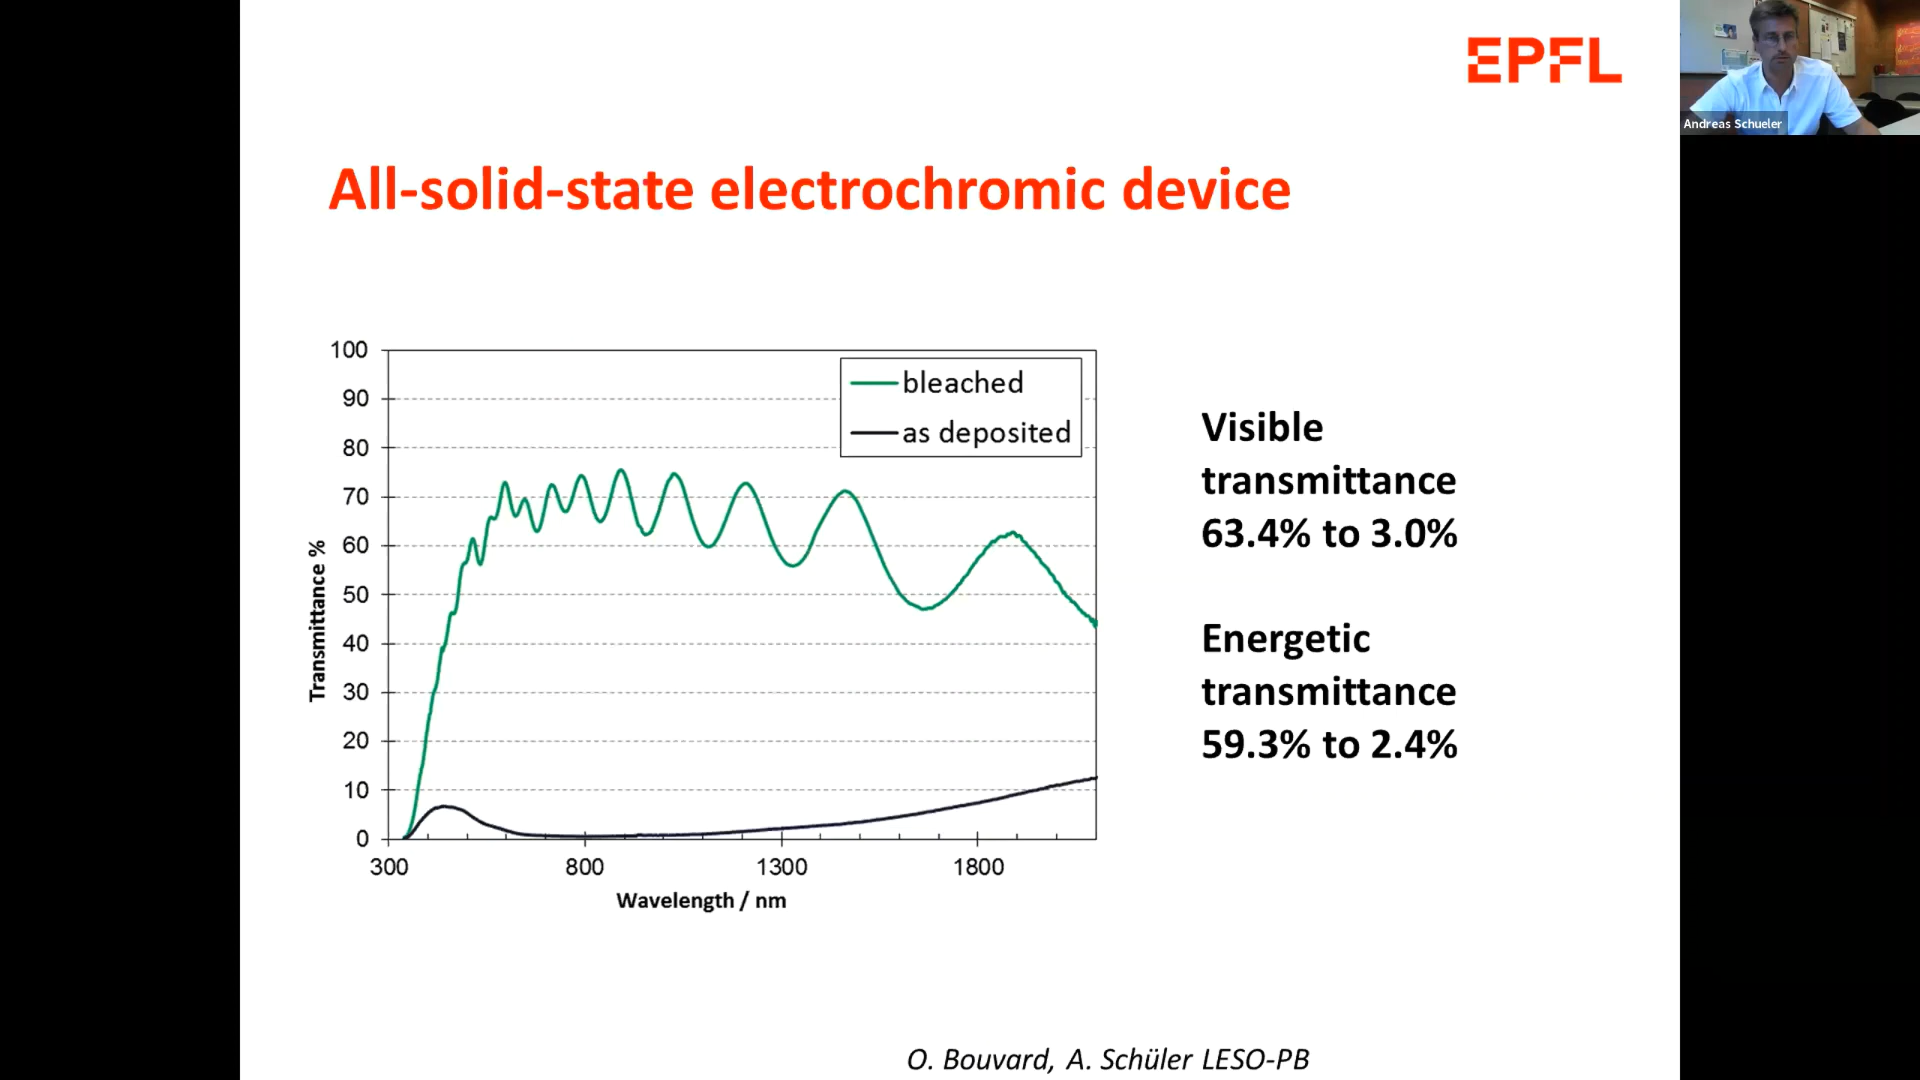 EPFL
Andreas Schueler
All-solid-state electrochromic device
100
90
80
70
60
50
40
30
20
10
0
Transmittance %
bleached
as deposited
300 800 1300 1800
Wavelength / nm
Visible
transmittance
63.4% to 3.0%
Energetic
transmittance
59.3% to 2.4%
O. Bouvard, A. Schüler LESO-PB